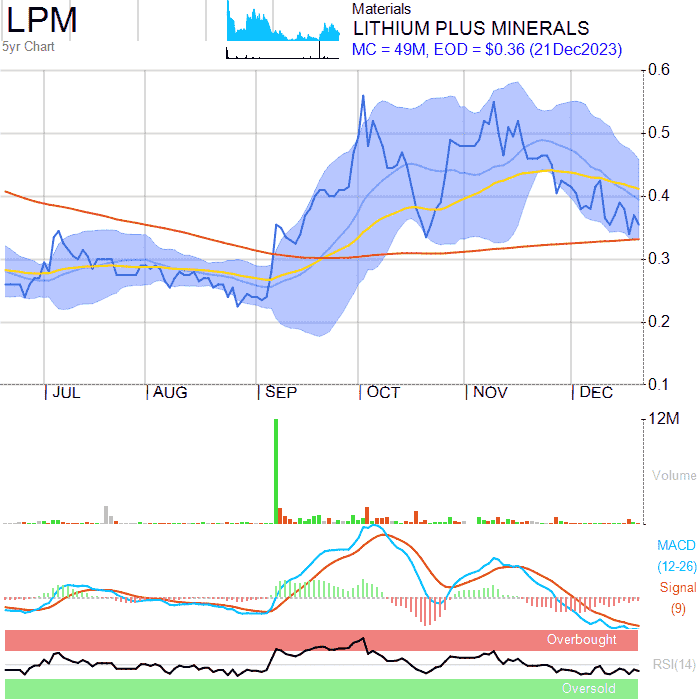 LPM
5yr Chart
Materials
LITHIUM PLUS MINERALS
MC = 49M, EOD = $0.36 (21Dec2023)
0.6
0.5
0.4
0.3
0.2
0.1
JUL AUG SEP OCT NOV DEC
12M
Volume
MACD
(12-26)
Signal
(9)
Overbought
RSI(14)
Oversold